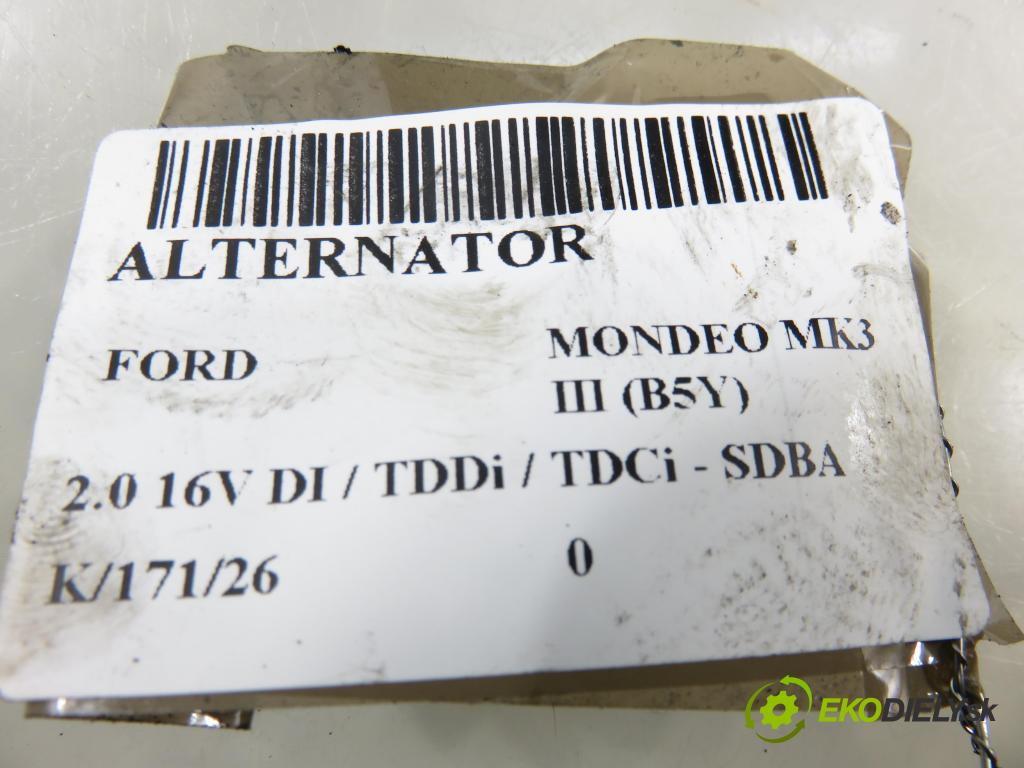 ALTERNATOR
FORD
MONDEO MK3
III (B5Y)
2.0 16V DI / TDDi / TDCi - SDBA
K/171/26
0
EKODIELY.sk